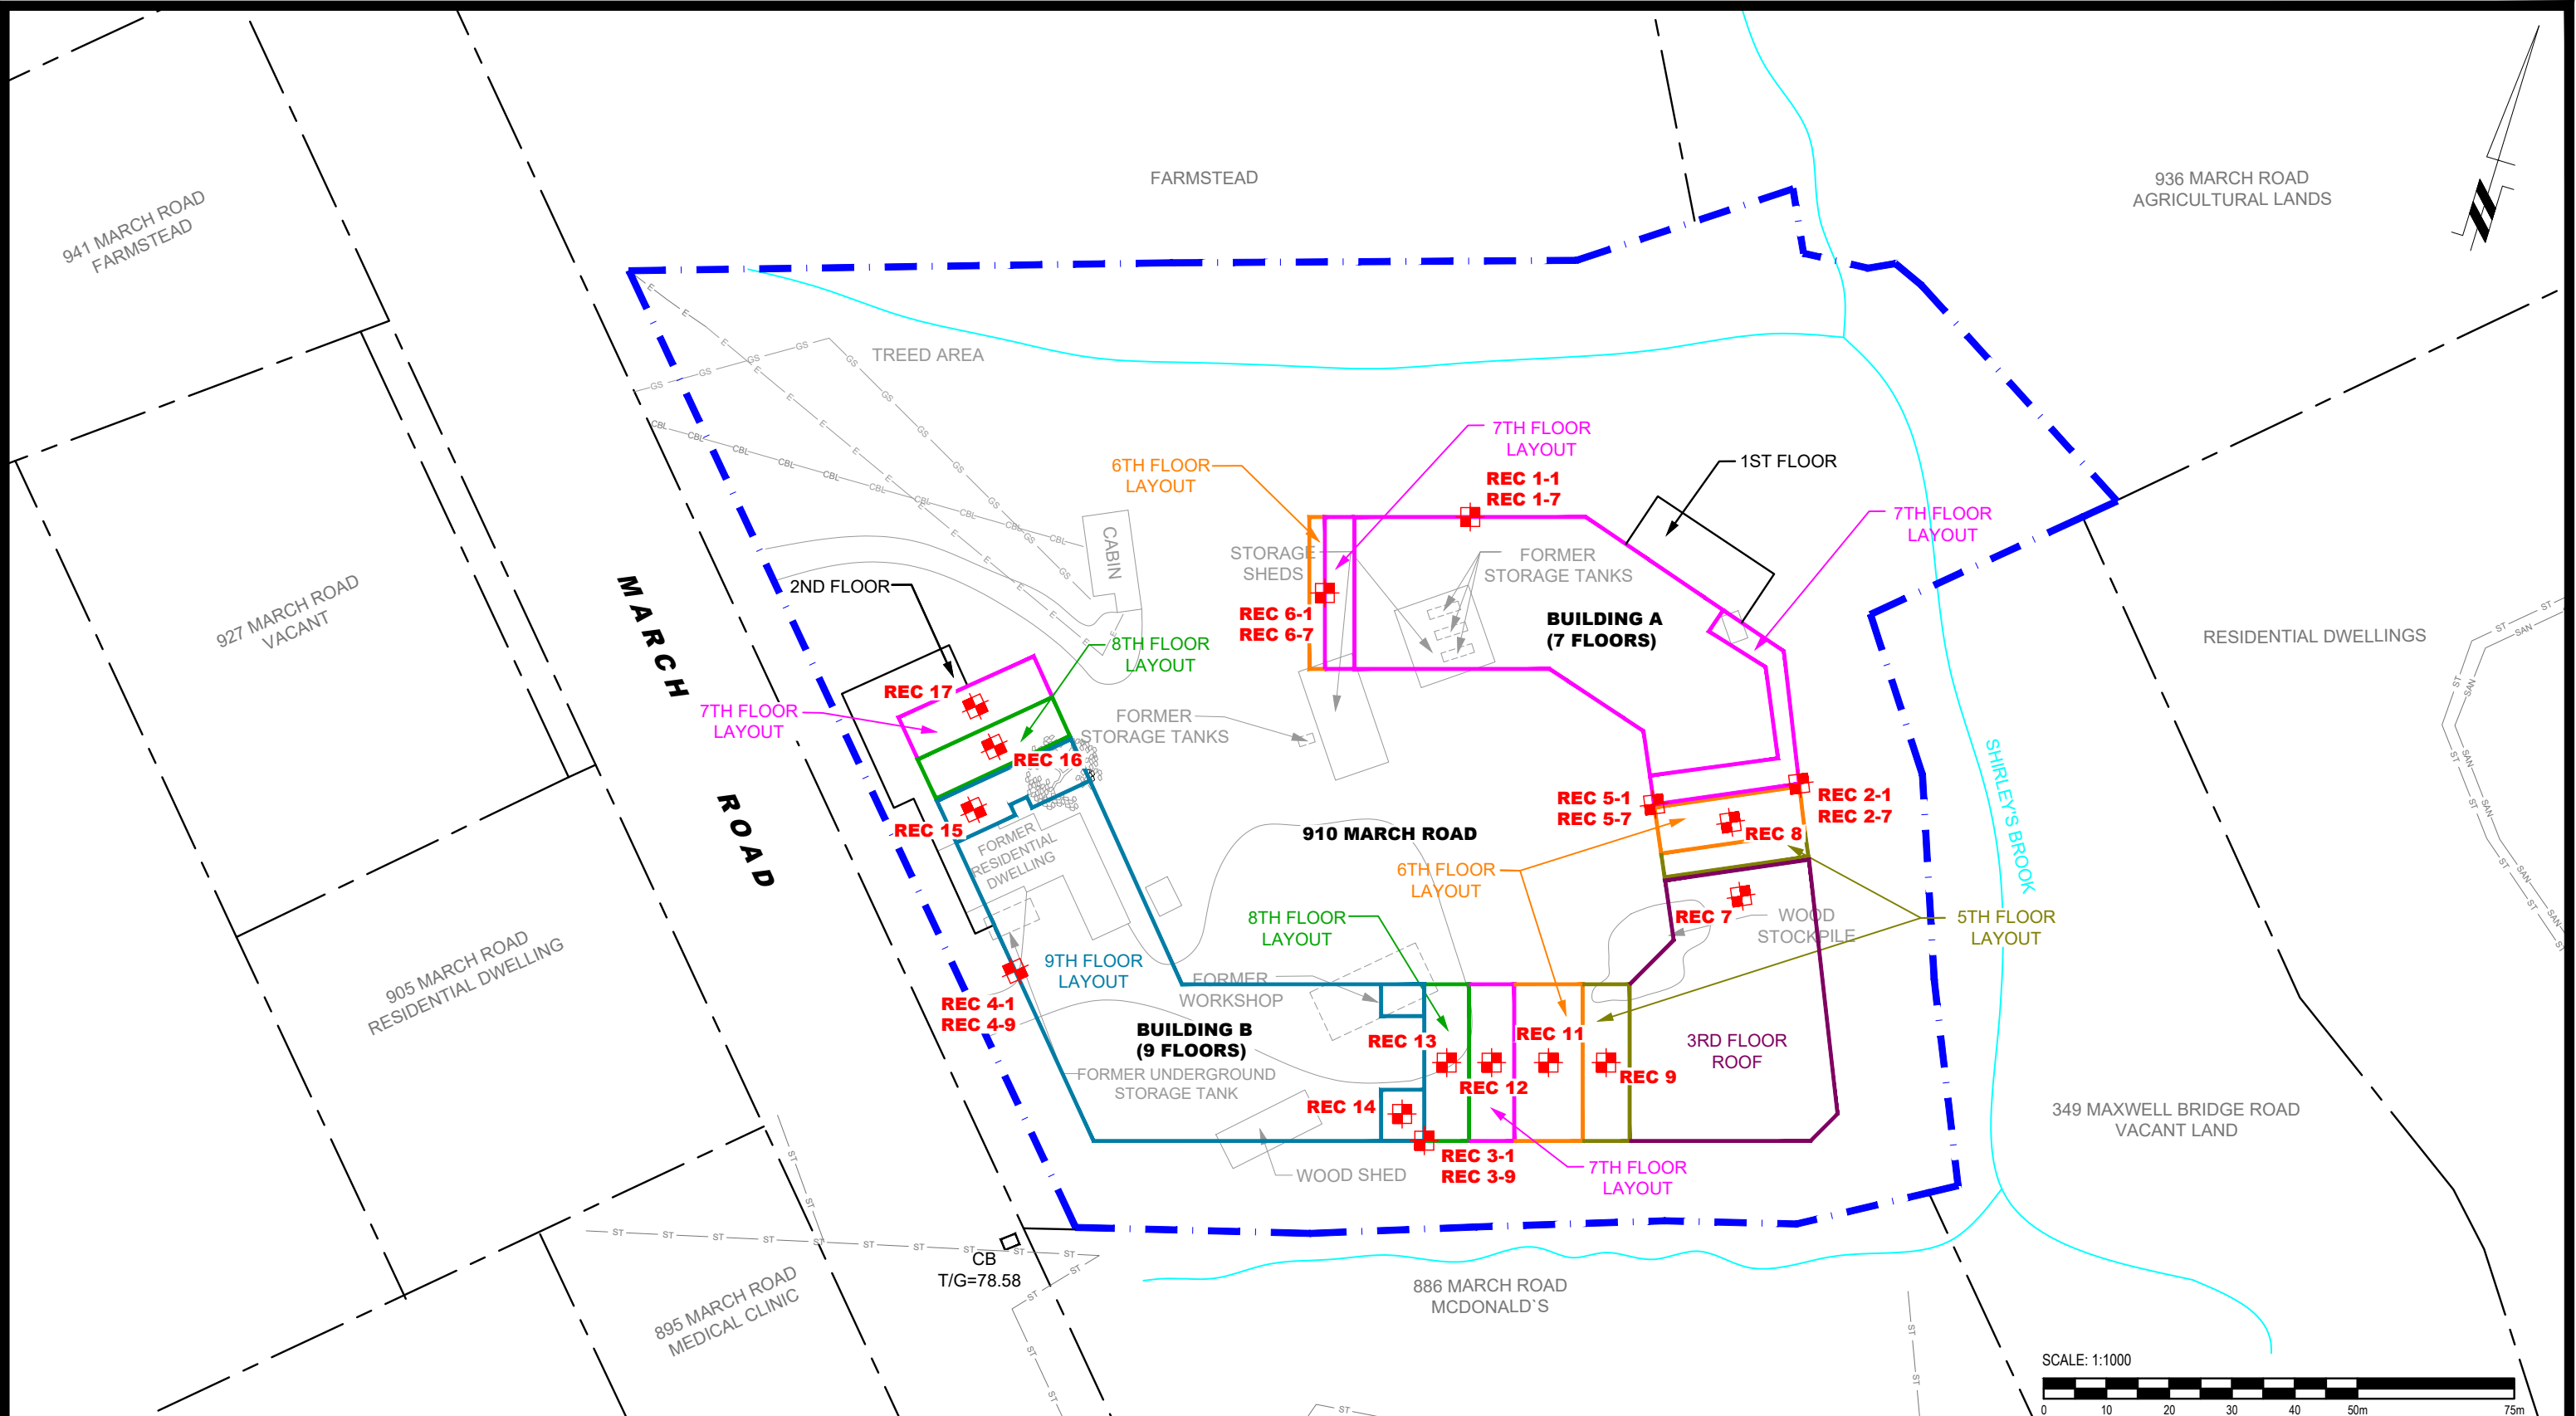 FARMSTEAD
936 MARCH ROAD
AGRICULTURAL LANDS
941 MARCH ROAD
FARMSTEAD
TREED AREA
7TH FLOOR
LAYOUT
6TH FLOOR
LAYOUT
1ST FLOOR
REC 1-1
REC 1-7
7TH FLOOR
LAYOUT
CABIN
STORAGE
SHEDS
FORMER
STORAGE TANKS
2ND FLOOR
927 MARCH ROAD
VACANT
MARCH ROAD
REC 6-1
REC 6-7
BUILDING A
(7 FLOORS)
RESIDENTIAL DWELLINGS
8TH FLOOR
LAYOUT
REC 17
7TH FLOOR
LAYOUT
FORMER
STORAGE TANKS
REC 16
REC 5-1
REC 5-7
REC 2-1
REC 2-7
REC 15
REC 8
910 MARCH ROAD
FORMER
RESIDENTIAL
DWELLING
SHIRLEY'S BROOK
6TH FLOOR
LAYOUT
8TH FLOOR
LAYOUT
REC 7
WOOD
STOCKPILE
5TH FLOOR
LAYOUT
905 MARCH ROAD
RESIDENTIAL DWELLING
9TH FLOOR
LAYOUT
FORMER
WORKSHOP
REC 4-1
REC 4-9
BUILDING B
(9 FLOORS)
REC 13
REC 11
3RD FLOOR
ROOF
FORMER UNDERGROUND
STORAGE TANK
REC 12
REC 9
REC 14
349 MAXWELL BRIDGE ROAD
VACANT LAND
REC 3-1
REC 3-9
WOOD SHED
7TH FLOOR
LAYOUT
CB
T/G=78.58
895 MARCH ROAD
MEDICAL CLINIC
886 MARCH ROAD
MCDONALD`S
SCALE: 1:1000
0 10 20 30 40 50m 75m